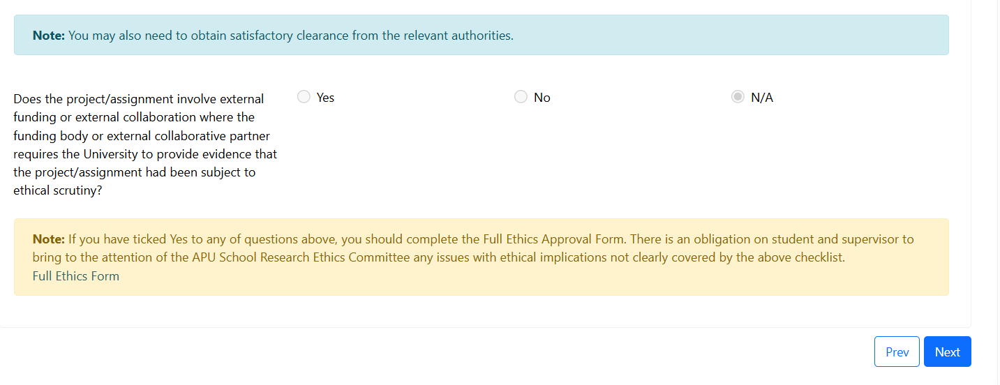 Note: You may also need to obtain satisfactory clearance from the relevant authorities.
Does the project/assignment involve external
funding or external collaboration where the
funding body or external collaborative partner
requires the University to provide evidence that
the project/assignment had been subject to
ethical scrutiny?
Yes
No
N/A
Note: If you have ticked Yes to any of questions above, you should complete the Full Ethics Approval Form. There is an obligation on student and supervisor to
bring to the attention of the APU School Research Ethics Committee any issues with ethical implications not clearly covered by the above checklist.
Full Ethics Form
Prev
Next